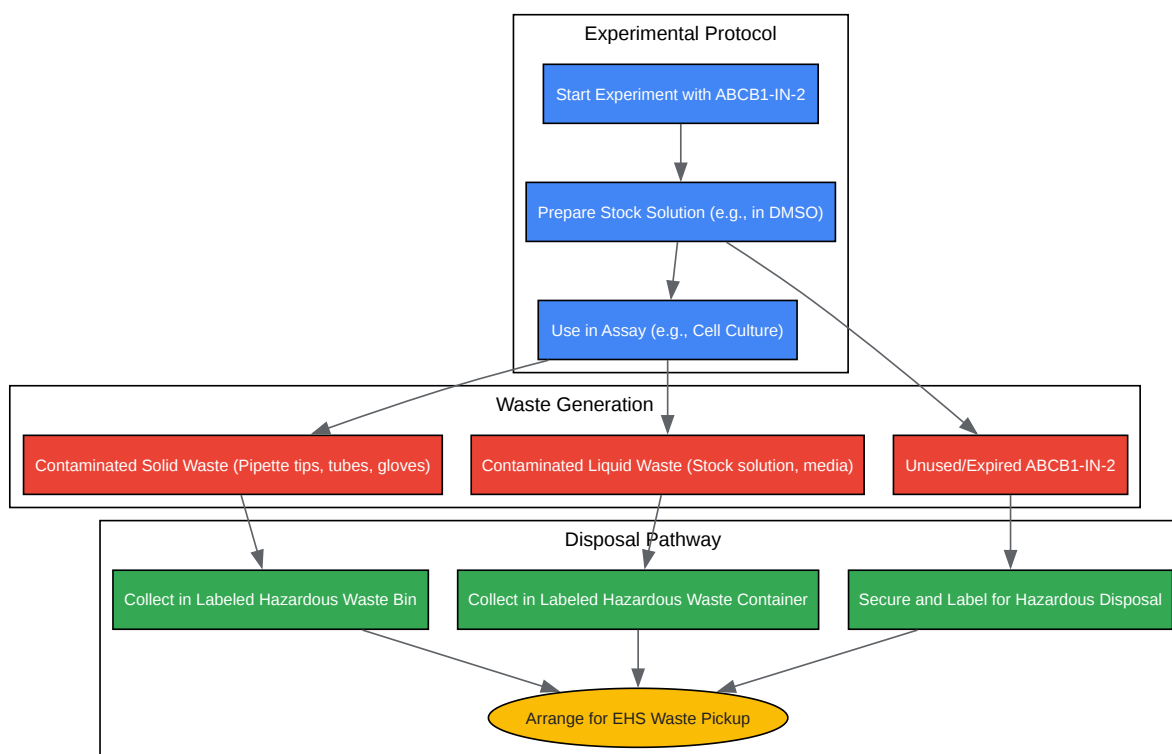 Experimental Protocol
Start Experiment with ABCB1-IN-2
Prepare Stock Solution (e.g., in DMSO)
Use in Assay (e.g., Cell Culture)
Waste Generation
Contaminated Solid Waste (Pipette tips, tubes, gloves)
Contaminated Liquid Waste (Stock solution, media)
Unused/Expired ABCB1-IN-2
Disposal Pathway
Collect in Labeled Hazardous Waste Bin
Collect in Labeled Hazardous Waste Container
Secure and Label for Hazardous Disposal
Arrange for EHS Waste Pickup